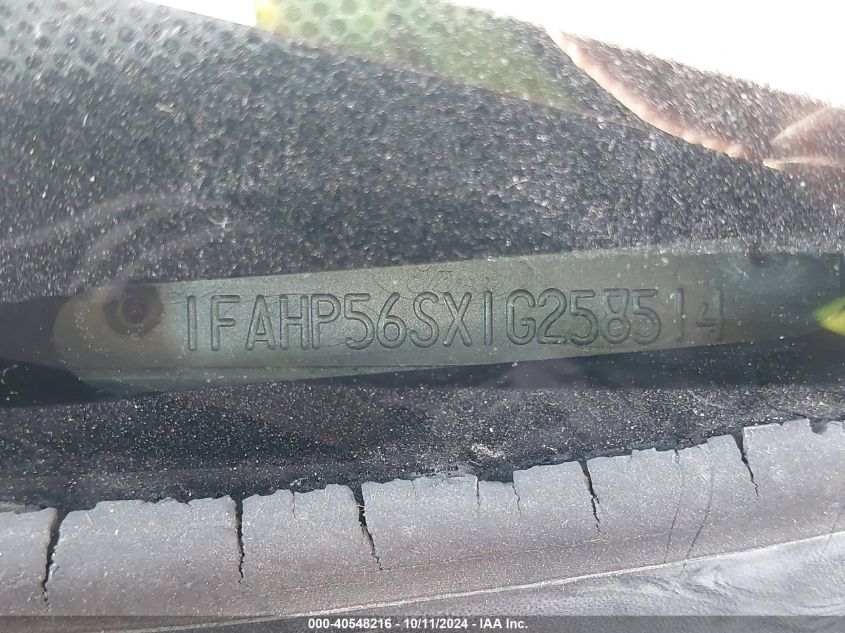 1FAHP56SX1G258514
000-40548216 - 10/11/2024 - IAA Inc.